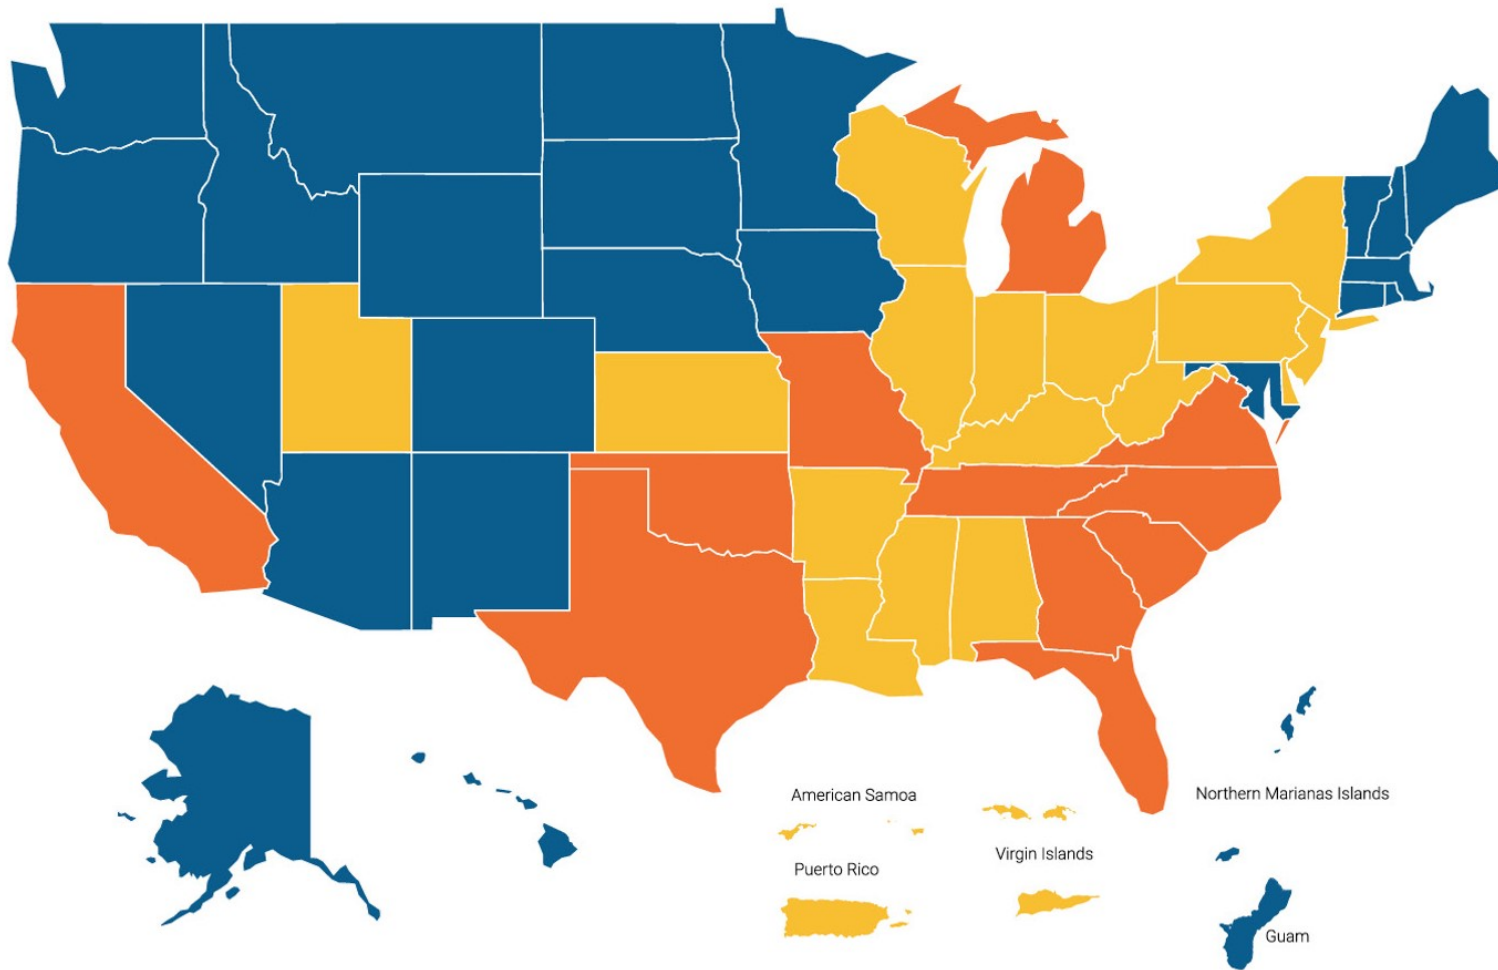 American Samoa
Northern Marianas Islands
Virgin Islands
Puerto Rico
Guam